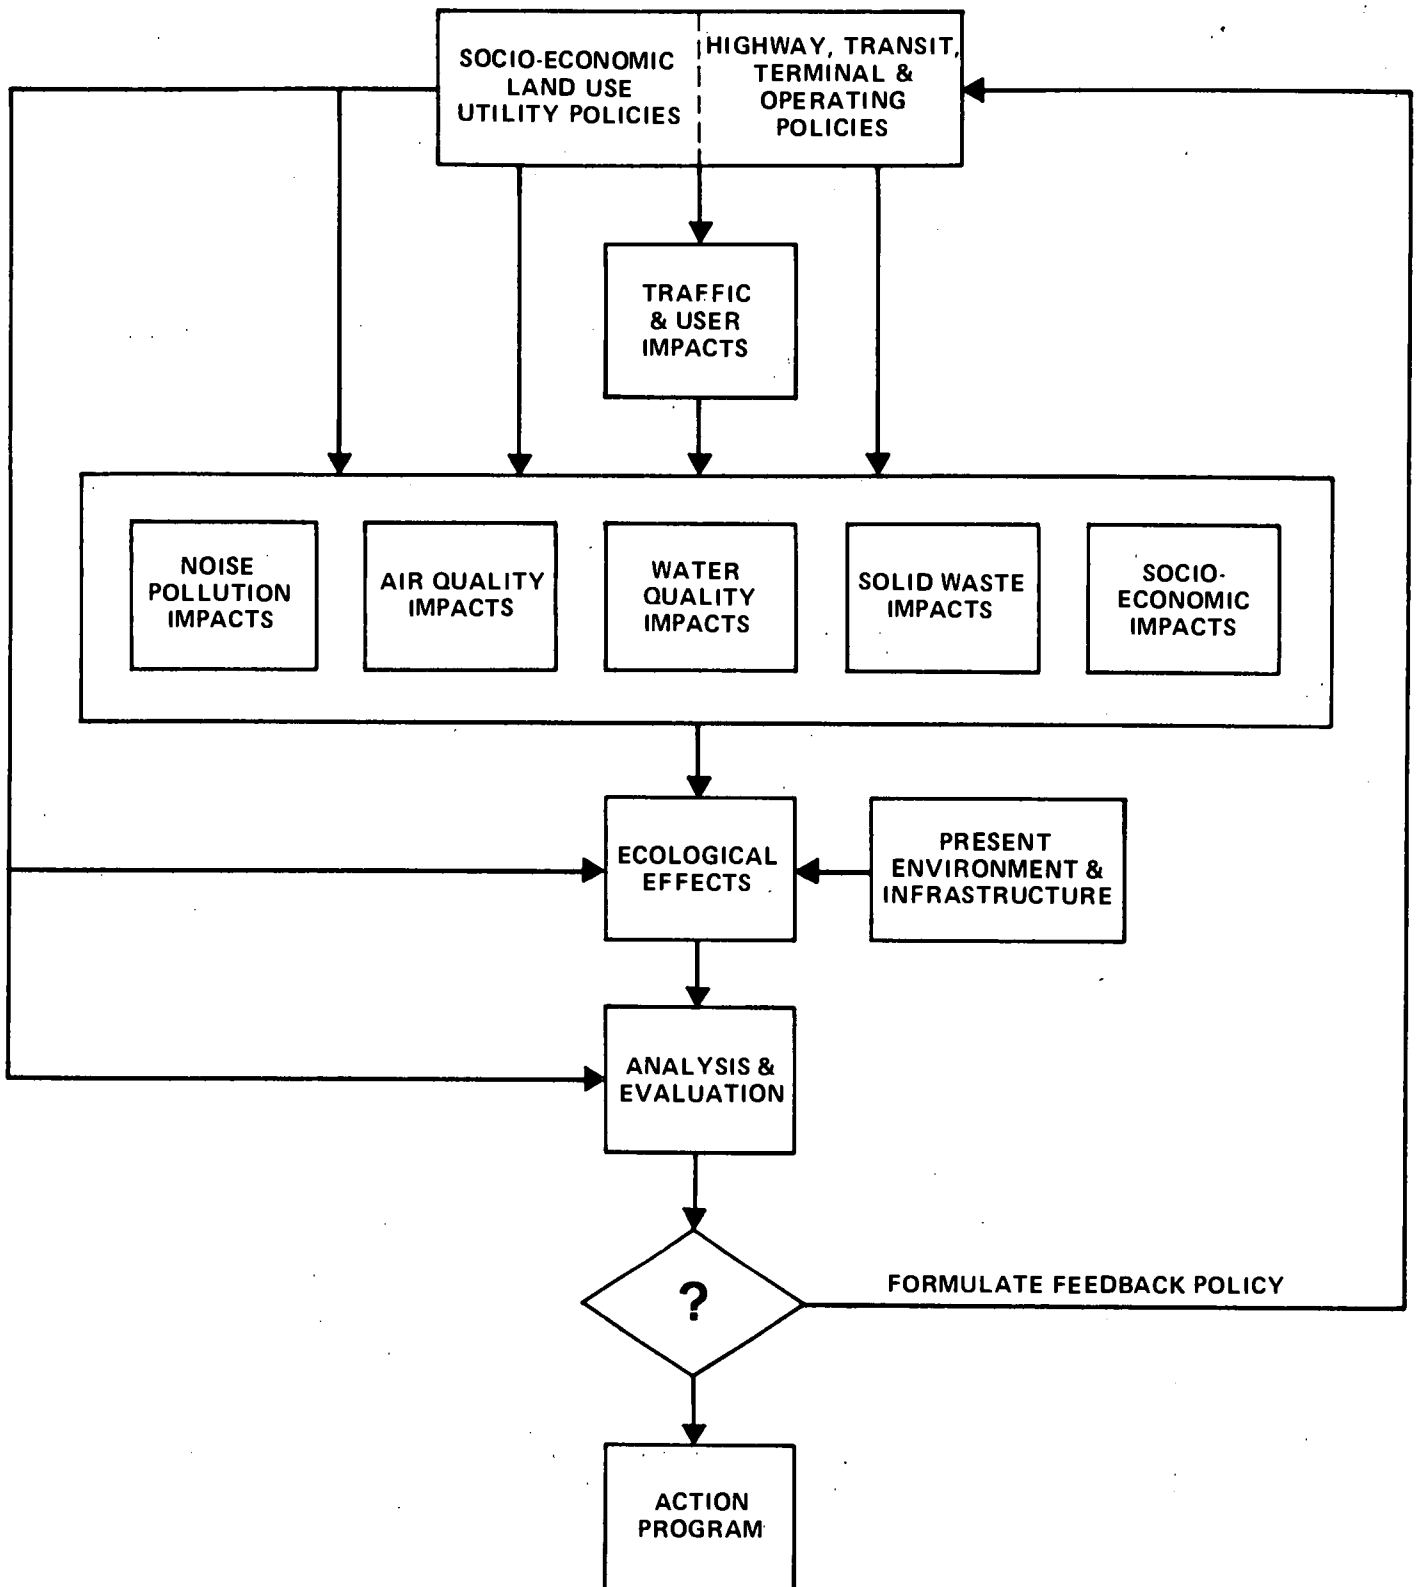 SOCIO-ECONOMIC
LAND USE
UTILITY POLICIES
HIGHWAY, TRANSIT,
TERMINAL &
OPERATING
POLICIES
TRAFFIC
& USER
IMPACTS
NOISE
POLLUTION
IMPACTS
AIR QUALITY
IMPACTS
WATER
QUALITY
IMPACTS
SOLID WASTE
IMPACTS
SOCIO-
ECONOMIC
IMPACTS
ECOLOGICAL
EFFECTS
PRESENT
ENVIRONMENT &
INFRASTRUCTURE
ANALYSIS &
EVALUATION
?
FORMULATE FEEDBACK POLICY
ACTION
PROGRAM